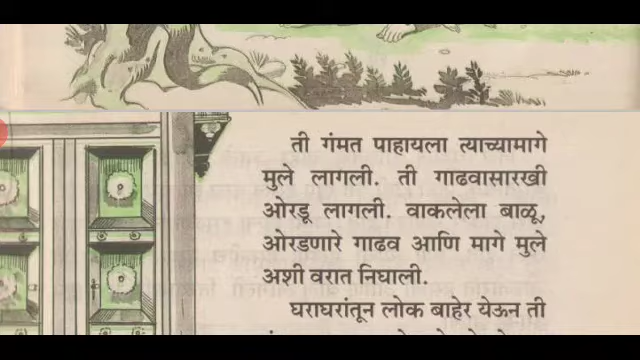 ती गंमत पाहायला त्याच्यामागे
मुले लागली. ती गाढवासारखी
ओरडू लागली. वाकलेला बाळू,
ओरडणारे गाढव आणि मागे मुले
अशी वरात निघाली.
घराघरांतून लोक बाहेर येऊन ती